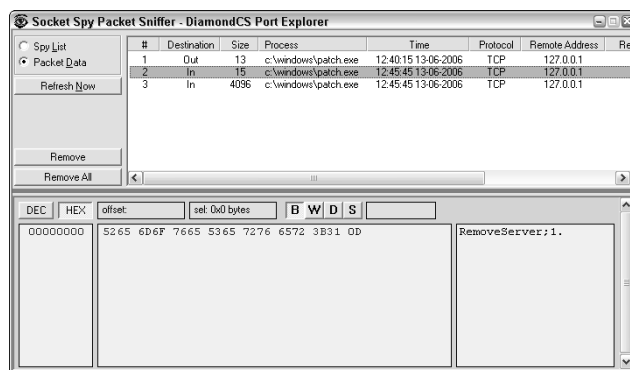 Socket Spy Packet Sniffer - DiamondCS Port Explorer
Spy List
Packet Data
Refresh Now
Remove
Remove All
# Destination Size Process Time Protocol Remote Address Re
1 Out 13 c:\windows\patch.exe 12:40:15 13-06-2006 TCP 127.0.0.1
2 In 15 c:\windows\patch.exe 12:45:45 13-06-2006 TCP 127.0.0.1
3 In 4096 c:\windows\patch.exe 12:45:45 13-06-2006 TCP 127.0.0.1
DEC HEX offset: sel: 0x0 bytes B W D S
00000000 5265 6D6F 7665 5365 7276 6572 3B31 0D RemoveServer;1.